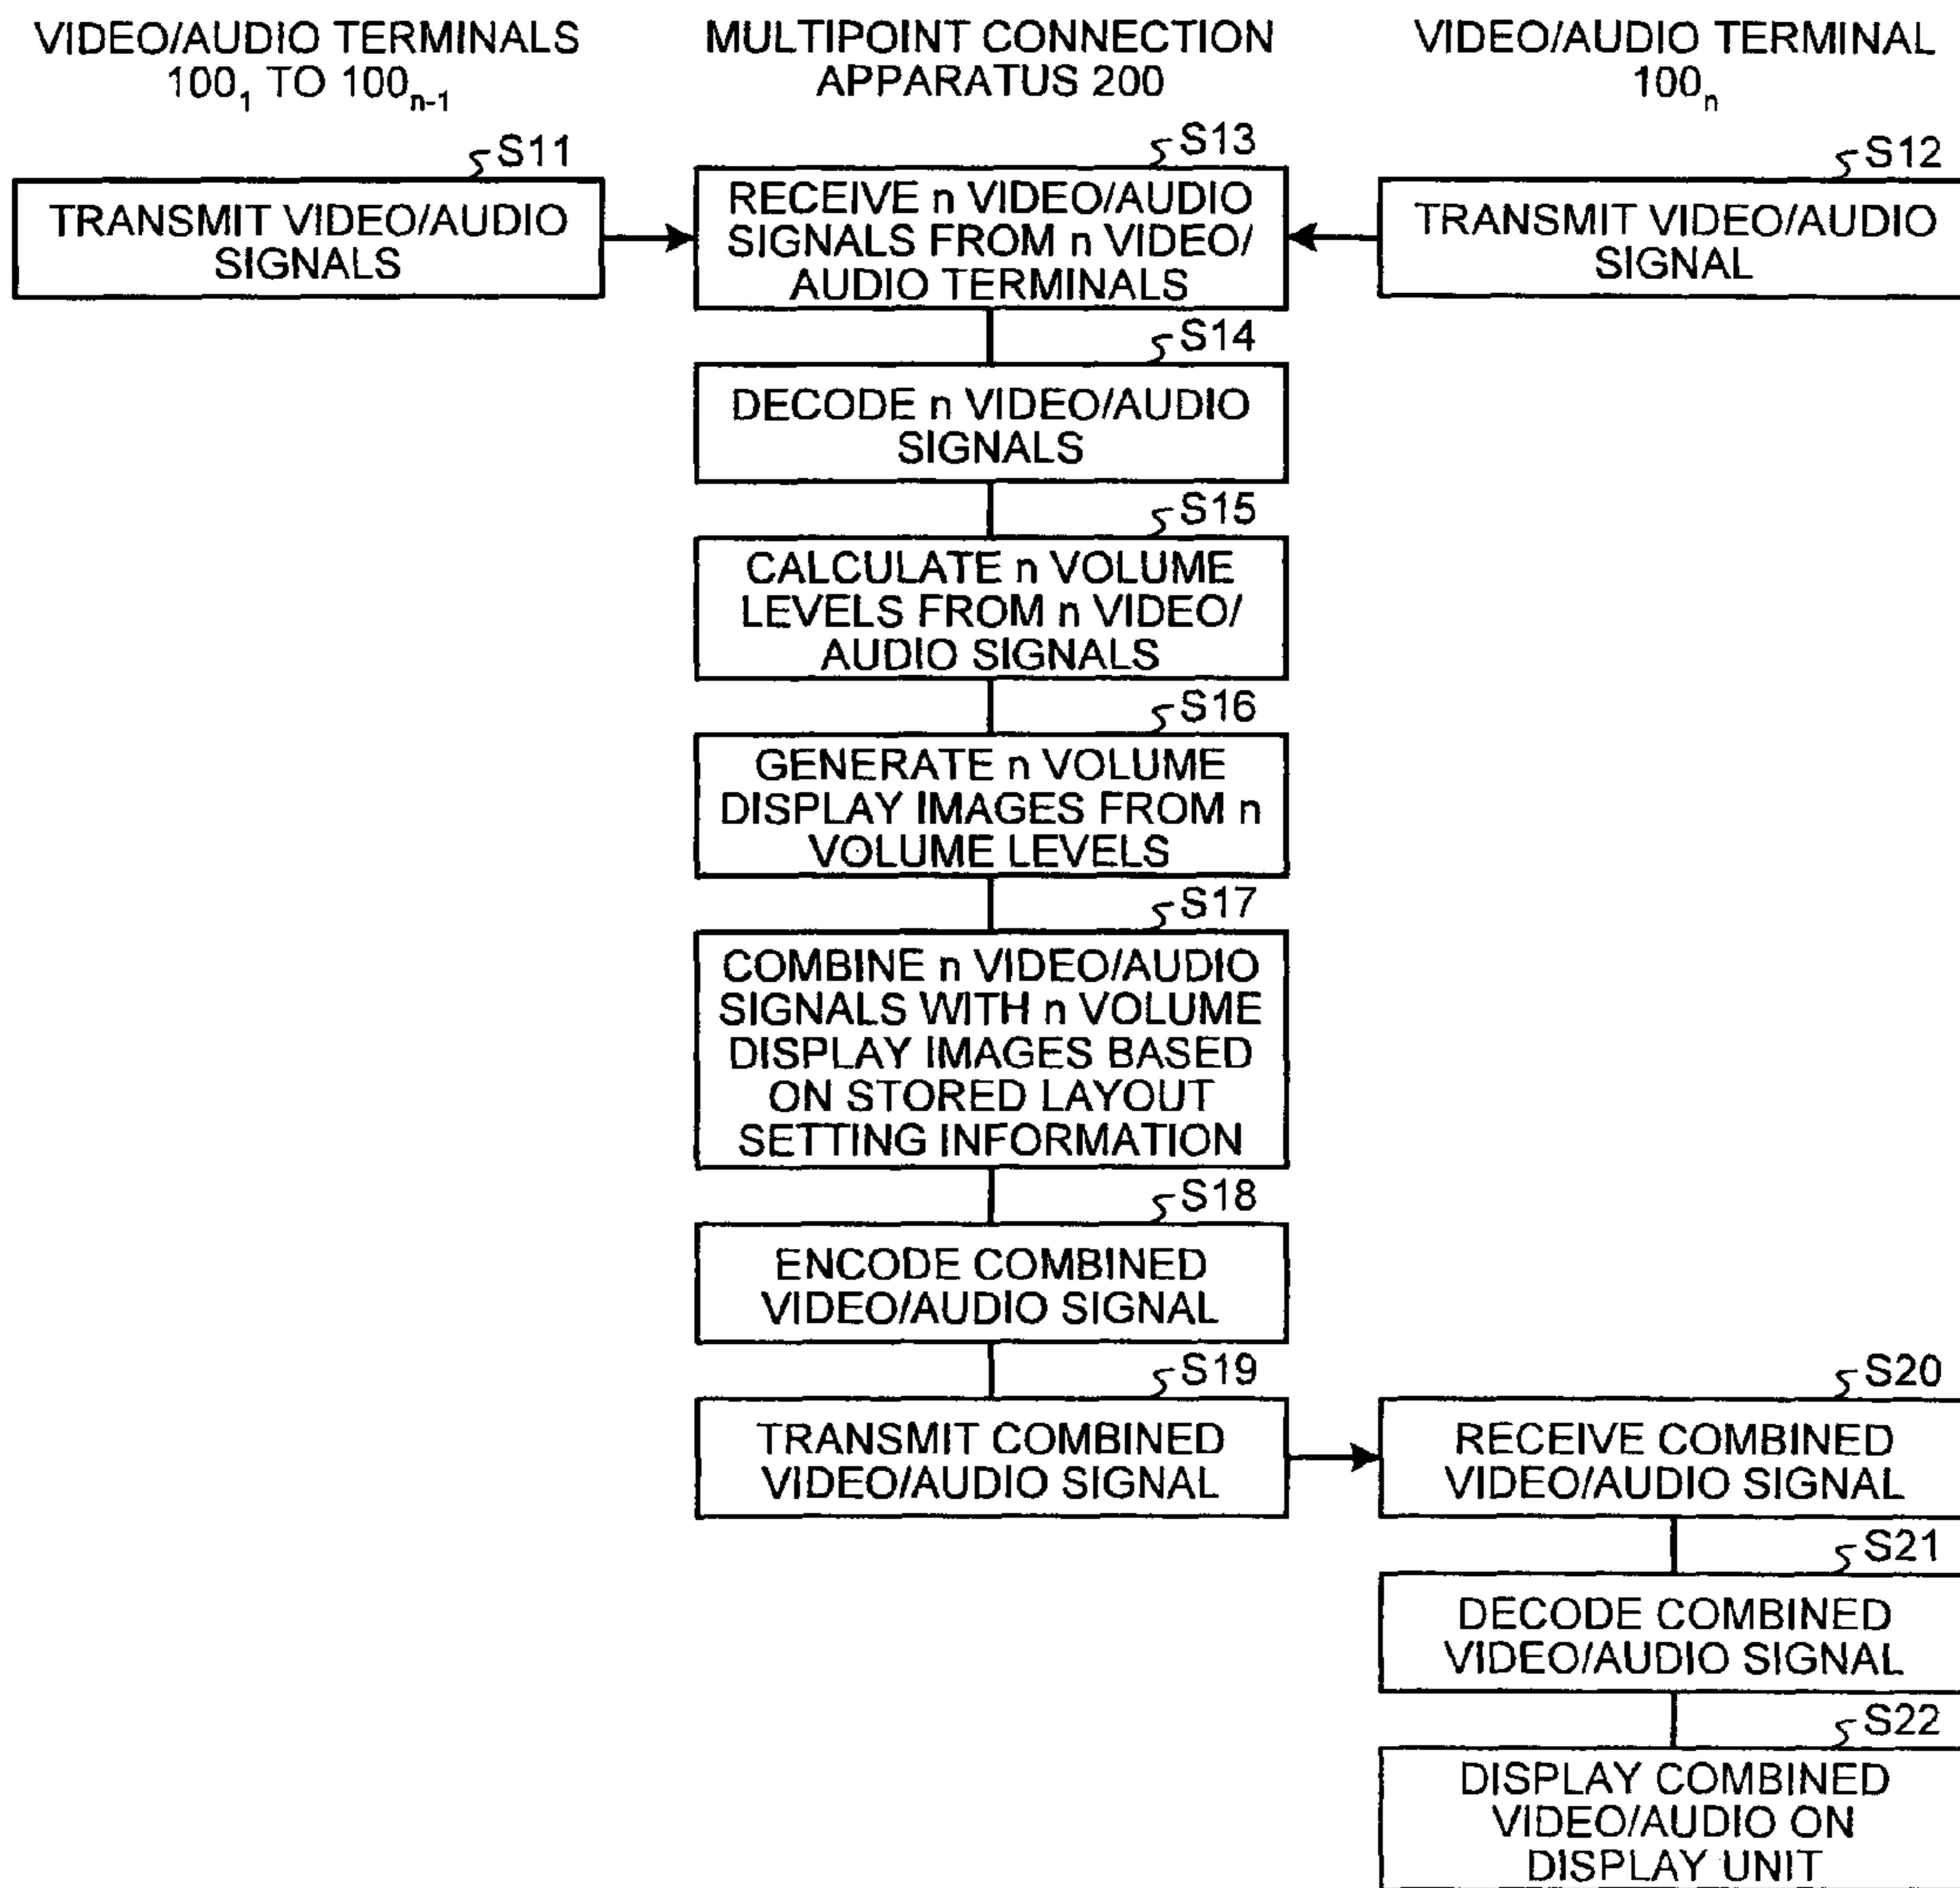 VIDEO/AUDIO TERMINALS
100₁ TO 100ₙ₋₁
MULTIPOINT CONNECTION
APPARATUS 200
VIDEO/AUDIO TERMINAL
100ₙ
S11
TRANSMIT VIDEO/AUDIO
SIGNALS
S13
RECEIVE n VIDEO/AUDIO
SIGNALS FROM n VIDEO/
AUDIO TERMINALS
S12
TRANSMIT VIDEO/AUDIO
SIGNAL
S14
DECODE n VIDEO/AUDIO
SIGNALS
S15
CALCULATE n VOLUME
LEVELS FROM n VIDEO/
AUDIO SIGNALS
S16
GENERATE n VOLUME
DISPLAY IMAGES FROM n
VOLUME LEVELS
S17
COMBINE n VIDEO/AUDIO
SIGNALS WITH n VOLUME
DISPLAY IMAGES BASED
ON STORED LAYOUT
SETTING INFORMATION
S18
ENCODE COMBINED
VIDEO/AUDIO SIGNAL
S19
TRANSMIT COMBINED
VIDEO/AUDIO SIGNAL
S20
RECEIVE COMBINED
VIDEO/AUDIO SIGNAL
S21
DECODE COMBINED
VIDEO/AUDIO SIGNAL
S22
DISPLAY COMBINED
VIDEO/AUDIO ON
DISPLAY UNIT